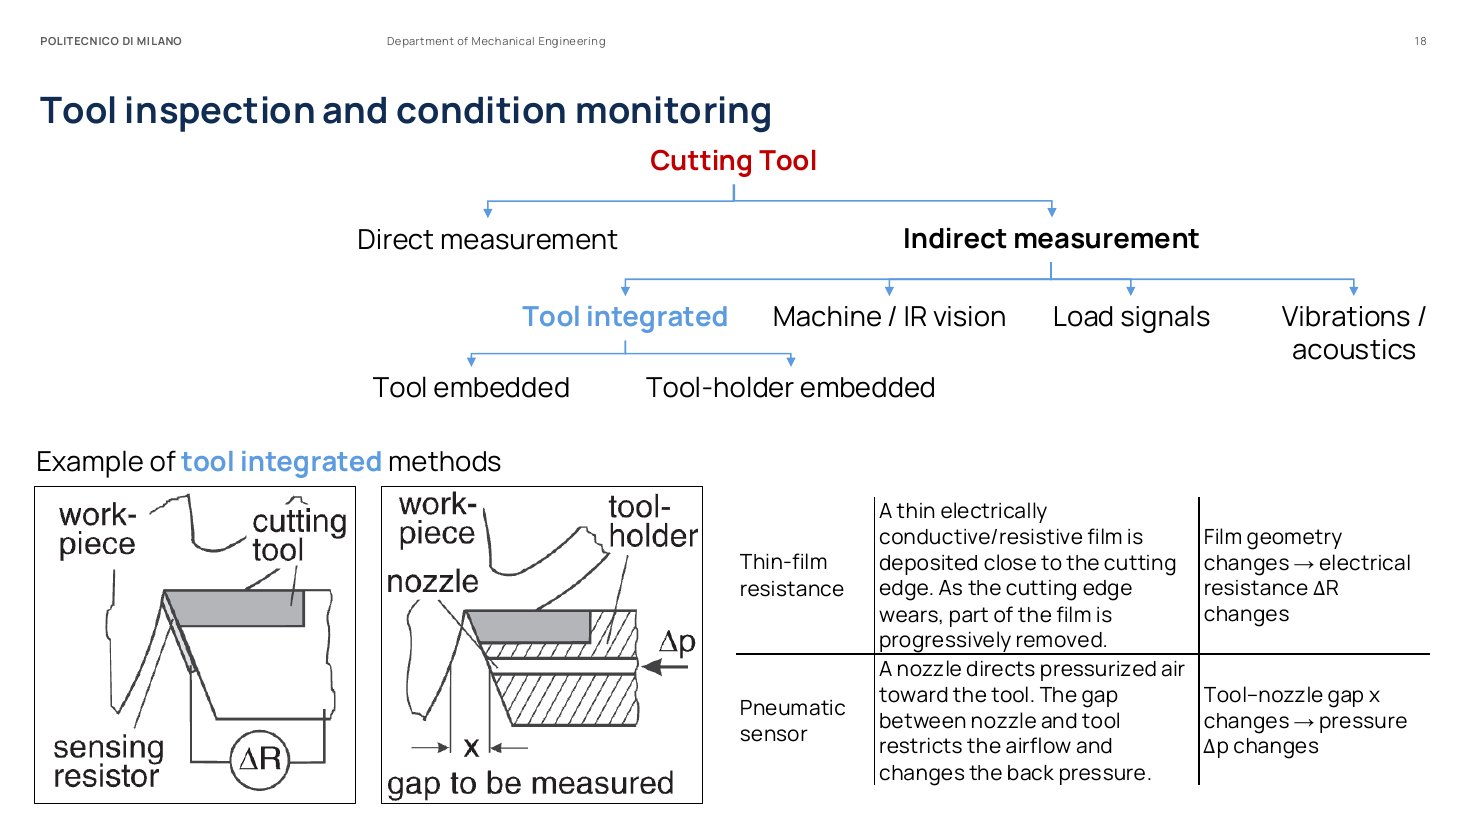 POLITECNICO DI MILANO
Department of Mechanical Engineering
18
Tool inspection and condition monitoring
Cutting Tool
Direct measurement
Indirect measurement
Tool integrated
Machine / IR vision
Load signals
Vibrations /
acoustics
Tool embedded
Tool-holder embedded
Example of tool integrated methods
work-
piece
cutting
tool
sensing
resistor
ΔR
work-
piece
tool-
holder
nozzle
Δp
x
gap to be measured
Thin-film
resistance
A thin electrically
conductive/resistive film is
deposited close to the cutting
edge. As the cutting edge
wears, part of the film is
progressively removed.
Film geometry
changes → electrical
resistance ΔR
changes
Pneumatic
sensor
A nozzle directs pressurized air
toward the tool. The gap
between nozzle and tool
restricts the airflow and
changes the back pressure.
Tool–nozzle gap x
changes → pressure
Δp changes